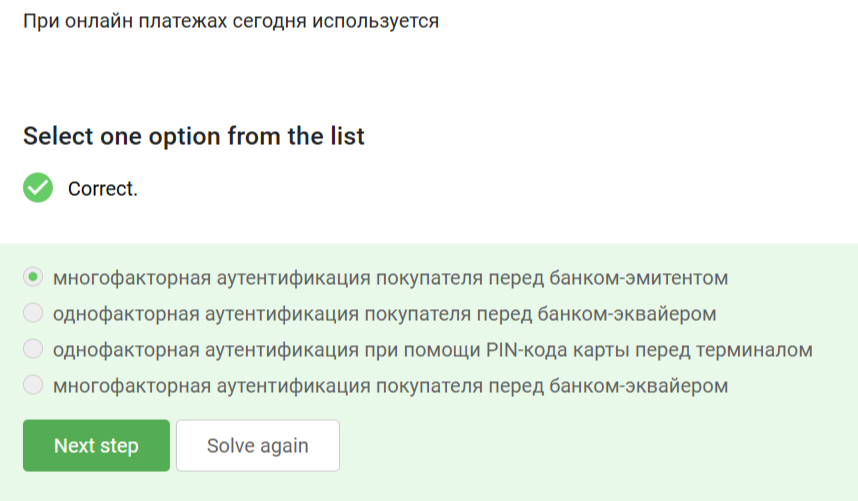 При онлайн платежах сегодня используется
Select one option from the list
Correct.
многофакторная аутентификация покупателя перед банком-эмитентом
однофакторная аутентификация покупателя перед банком-эквайером
однофакторная аутентификация при помощи PIN-кода карты перед терминалом
многофакторная аутентификация покупателя перед банком-эквайером
Next step
Solve again